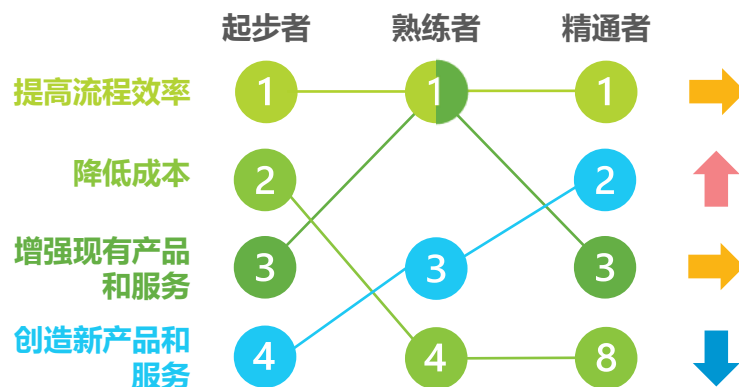 起步者 熟练者 精通者
提高流程效率 1 1 1
降低成本 2 2
增强现有产品
和服务 3 3 3
创造新产品和
服务 4 4 8